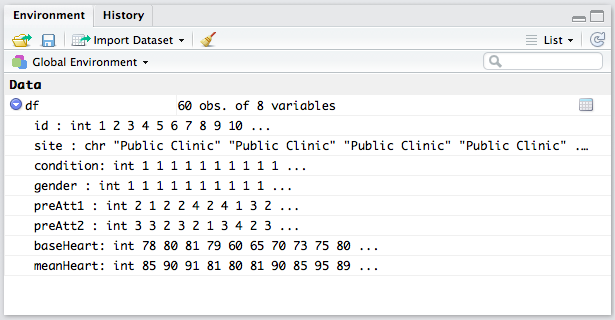 Environment History
Import Dataset List
Global Environment
Data
df 60 obs. of 8 variables
id : int 1 2 3 4 5 6 7 8 9 10 ...
site : chr "Public Clinic" "Public Clinic" "Public Clinic" "Public Clinic" ...
condition: int 1 1 1 1 1 1 1 1 1 1 ...
gender : int 1 1 1 1 1 1 1 1 1 1 ...
preAtt1 : int 2 1 2 2 4 2 4 1 3 2 ...
preAtt2 : int 3 3 2 3 2 1 3 4 2 3 ...
baseHeart: int 78 80 81 79 60 65 70 73 75 80 ...
meanHeart: int 85 90 91 81 80 81 90 85 95 89 ...